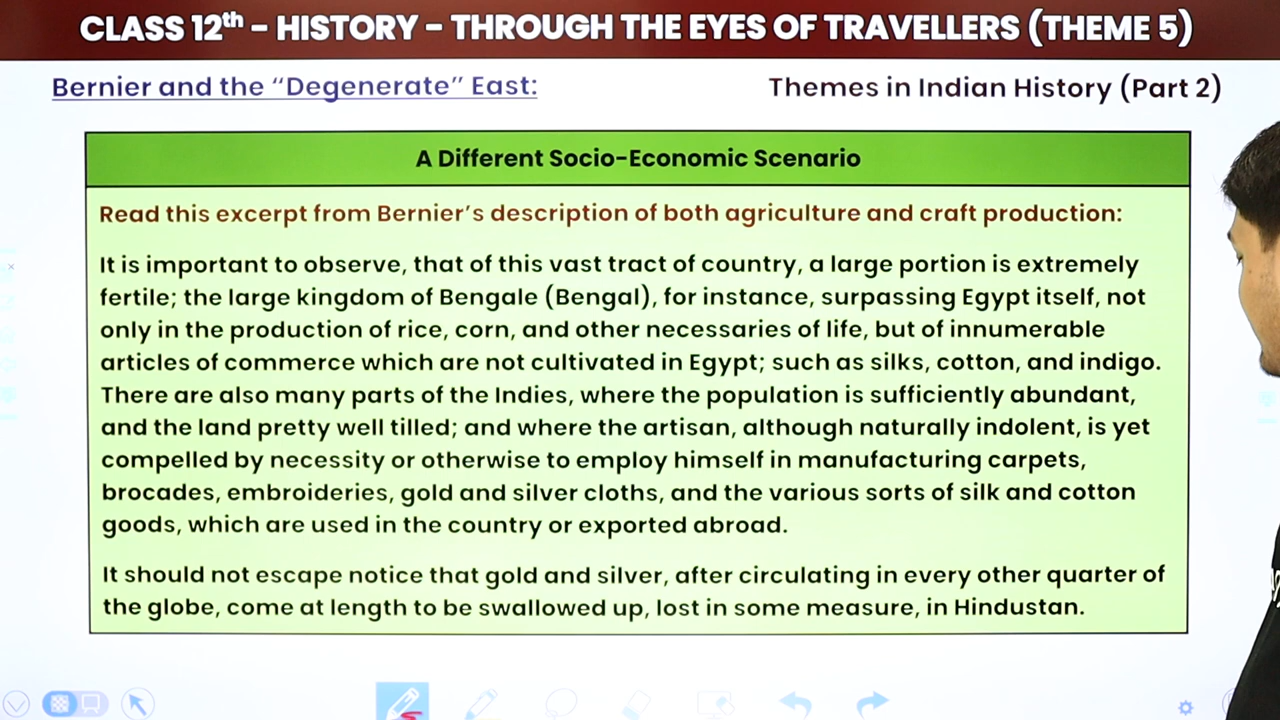 CLASS 12th – HISTORY – THROUGH THE EYES OF TRAVELLERS (THEME 5)
Bernier and the “Degenerate” East:
Themes in Indian History (Part 2)
A Different Socio-Economic Scenario
Read this excerpt from Bernier’s description of both agriculture and craft production:
It is important to observe, that of this vast tract of country, a large portion is extremely
fertile; the large kingdom of Bengale (Bengal), for instance, surpassing Egypt itself, not
only in the production of rice, corn, and other necessaries of life, but of innumerable
articles of commerce which are not cultivated in Egypt; such as silks, cotton, and indigo.
There are also many parts of the Indies, where the population is sufficiently abundant,
and the land pretty well tilled; and where the artisan, although naturally indolent, is yet
compelled by necessity or otherwise to employ himself in manufacturing carpets,
brocades, embroideries, gold and silver cloths, and the various sorts of silk and cotton
goods, which are used in the country or exported abroad.
It should not escape notice that gold and silver, after circulating in every other quarter of
the globe, come at length to be swallowed up, lost in some measure, in Hindustan.